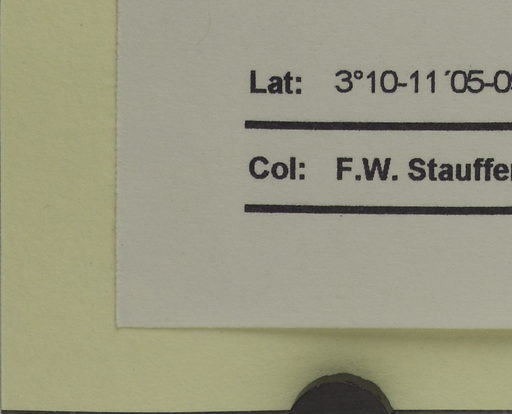 Lat: 3°10-11´05-0
Col: F.W. Stauffer